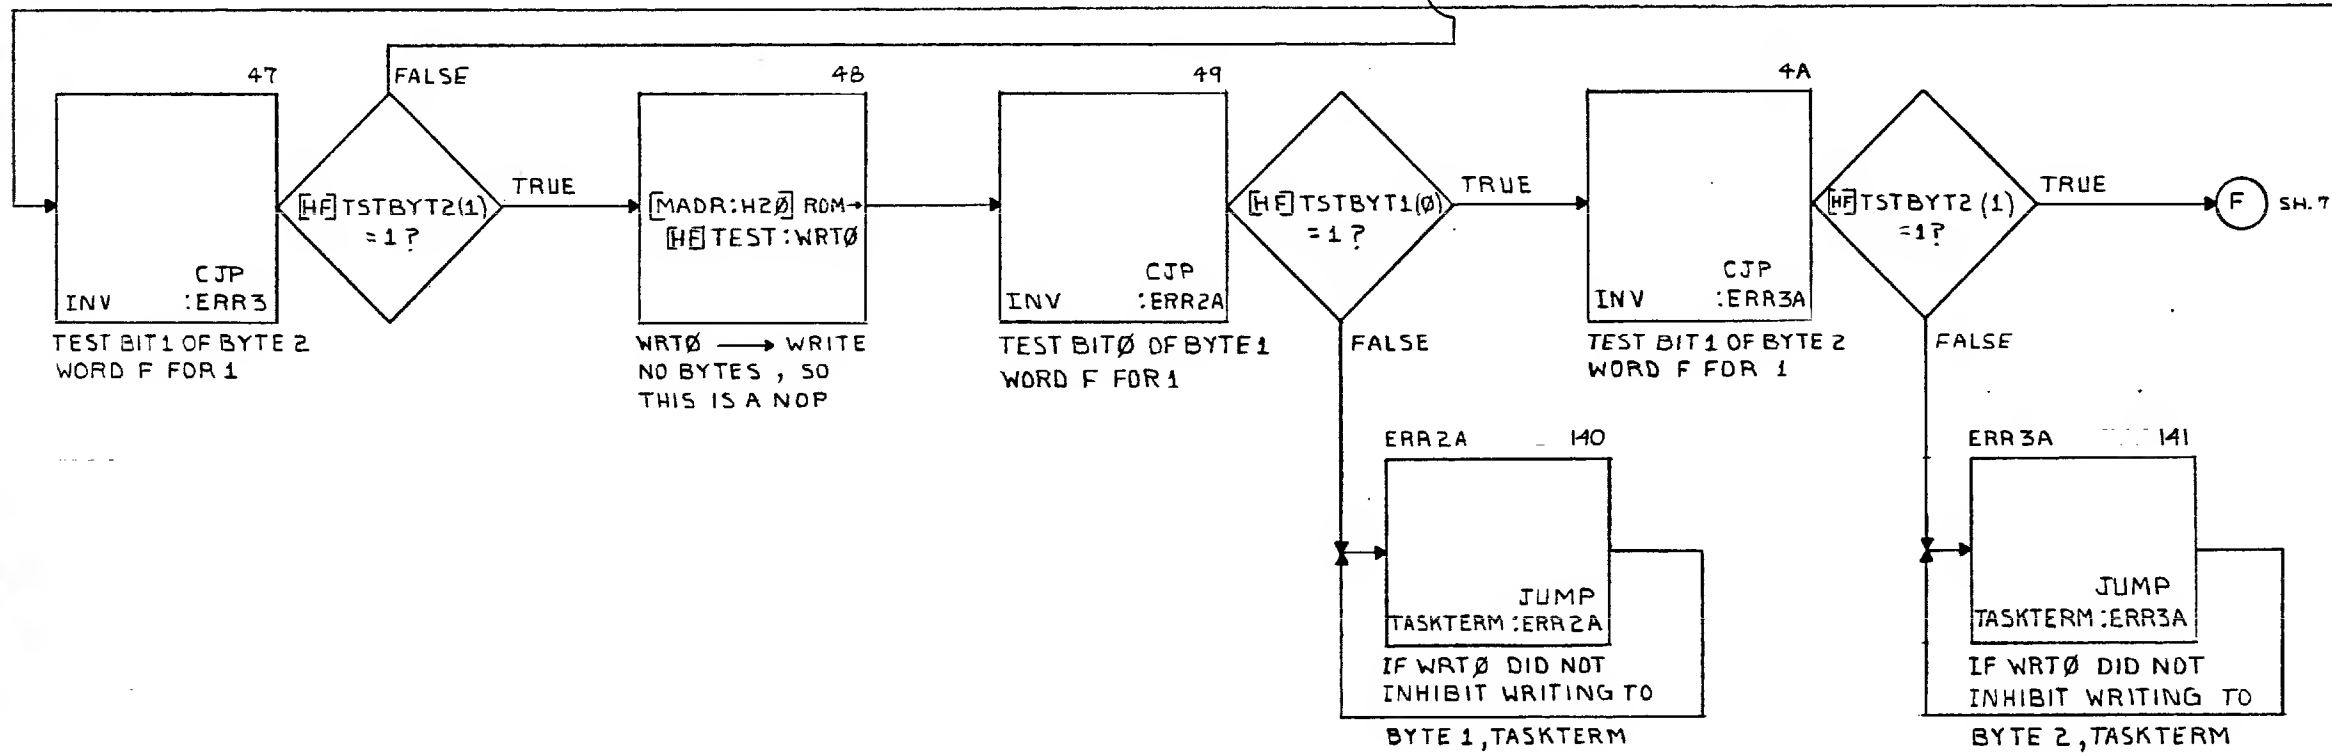 47
FALSE
[HF]TSTBYT2(1)
=1?
TRUE
CJP
INV :ERR3
TEST BIT1 OF BYTE 2
WORD F FOR 1
48
[MADR:H2Ø] ROM→
[HF]TEST:WRTØ
WRTØ → WRITE
NO BYTES, SO
THIS IS A NOP
49
CJP
INV :ERR2A
TEST BITØ OF BYTE 1
WORD F FOR 1
[HF]TSTBYT1(Ø)
=1?
TRUE
FALSE
4A
CJP
INV :ERR3A
TEST BIT 1 OF BYTE 2
WORD F FOR 1
[HF]TSTBYT2(1)
=1?
TRUE
FALSE
F SH.7
ERR2A 140
JUMP
TASKTERM:ERR2A
IF WRTØ DID NOT
INHIBIT WRITING TO
BYTE 1, TASKTERM
ERR3A 141
JUMP
TASKTERM:ERR3A
IF WRTØ DID NOT
INHIBIT WRITING TO
BYTE 2, TASKTERM